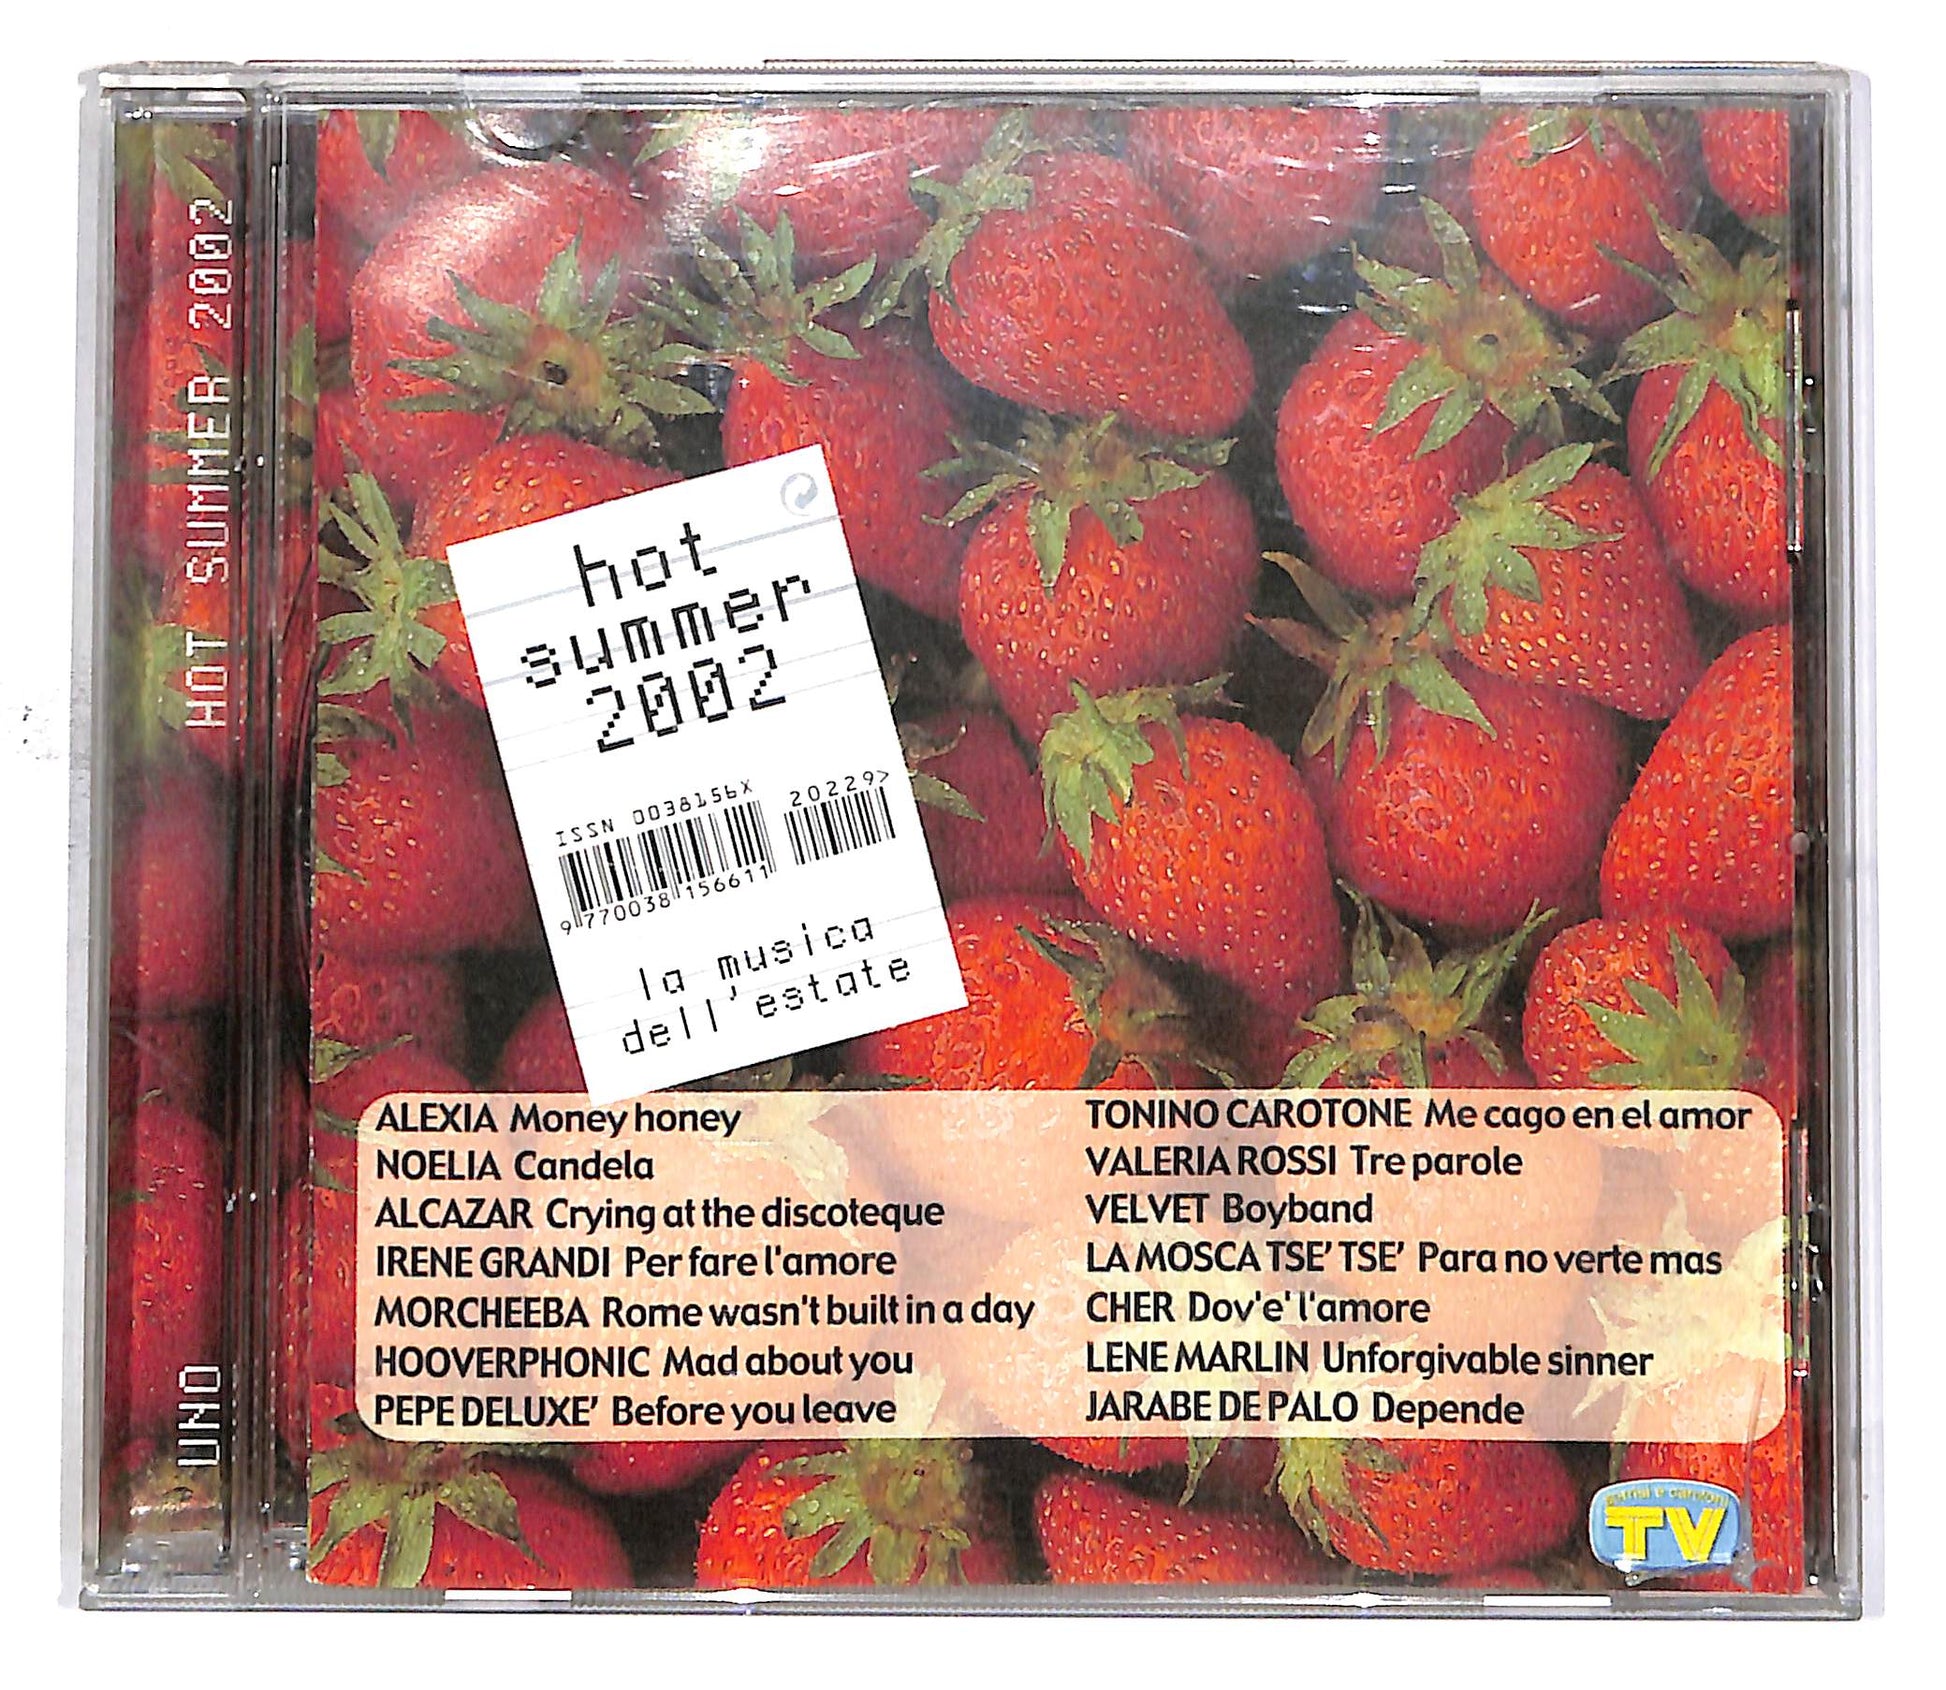 HOT SUMMER 2002
UNO
hot
summer
2002
ISSN 0038156X
20229>
9 770038 156611
la musica
dell'estate
ALEXIA Money honey
NOELIA Candela
ALCAZAR Crying at the discoteque
IRENE GRANDI Per fare l'amore
MORCHEEBA Rome wasn't built in a day
HOOVERPHONIC Mad about you
PEPE DELUXE' Before you leave
TONINO CAROTONE Me cago en el amor
VALERIA ROSSI Tre parole
VELVET Boyband
LA MOSCA TSE' TSE' Para no verte mas
CHER Dov'e' l'amore
LENE MARLIN Unforgivable sinner
JARABE DE PALO Depende
sorrisi e canzoni
TV